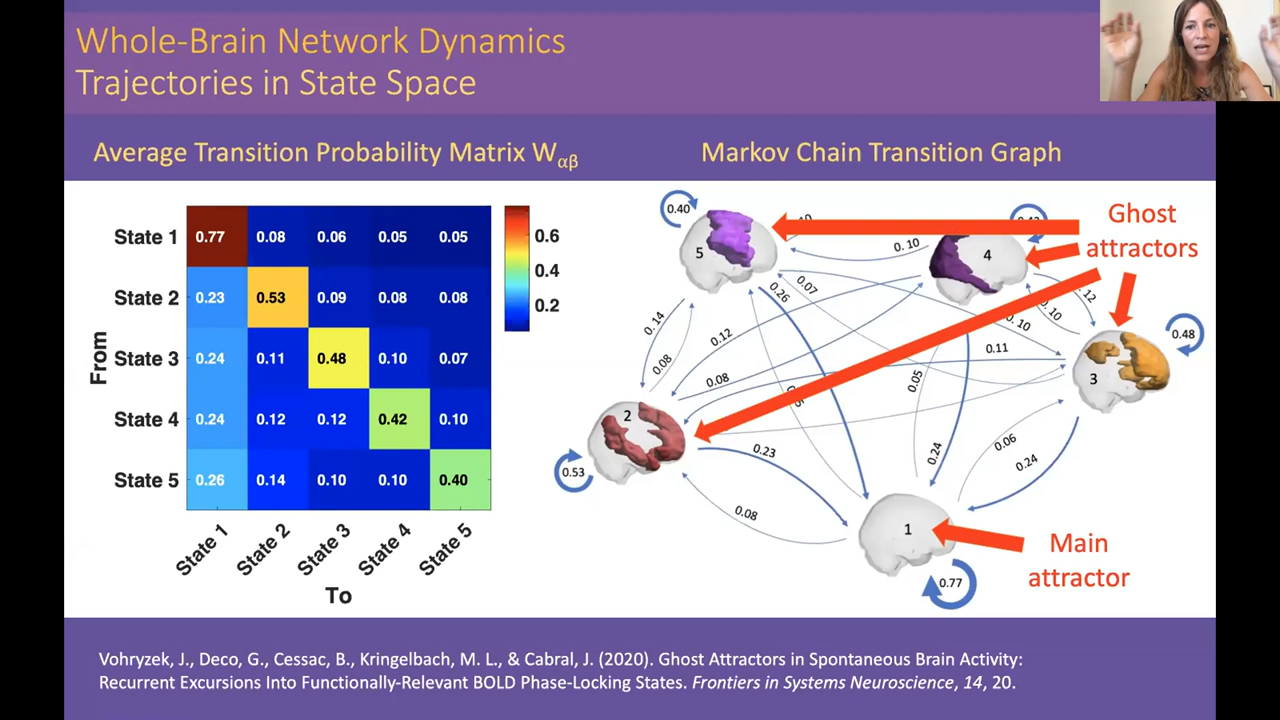 Whole-Brain Network Dynamics
Trajectories in State Space
Average Transition Probability Matrix Wαβ
Markov Chain Transition Graph
State 1 0.77 0.08 0.06 0.05 0.05
State 2 0.23 0.53 0.09 0.08 0.08
State 3 0.24 0.11 0.48 0.10 0.07
State 4 0.24 0.12 0.12 0.42 0.10
State 5 0.26 0.14 0.10 0.10 0.40
From
State 1 State 2 State 3 State 4 State 5
To
0.6
0.4
0.2
0.40
5
0.10
4
Ghost
attractors
0.26
0.07
0.14
0.08
0.12
0.08
0.10
0.10
0.11
0.48
3
2
0.53
0.23
0.08
0.05
0.24
0.06
0.24
1
0.77
Main
attractor
Vohryzek, J., Deco, G., Cessac, B., Kringelbach, M. L., & Cabral, J. (2020). Ghost Attractors in Spontaneous Brain Activity:
Recurrent Excursions Into Functionally-Relevant BOLD Phase-Locking States. Frontiers in Systems Neuroscience, 14, 20.